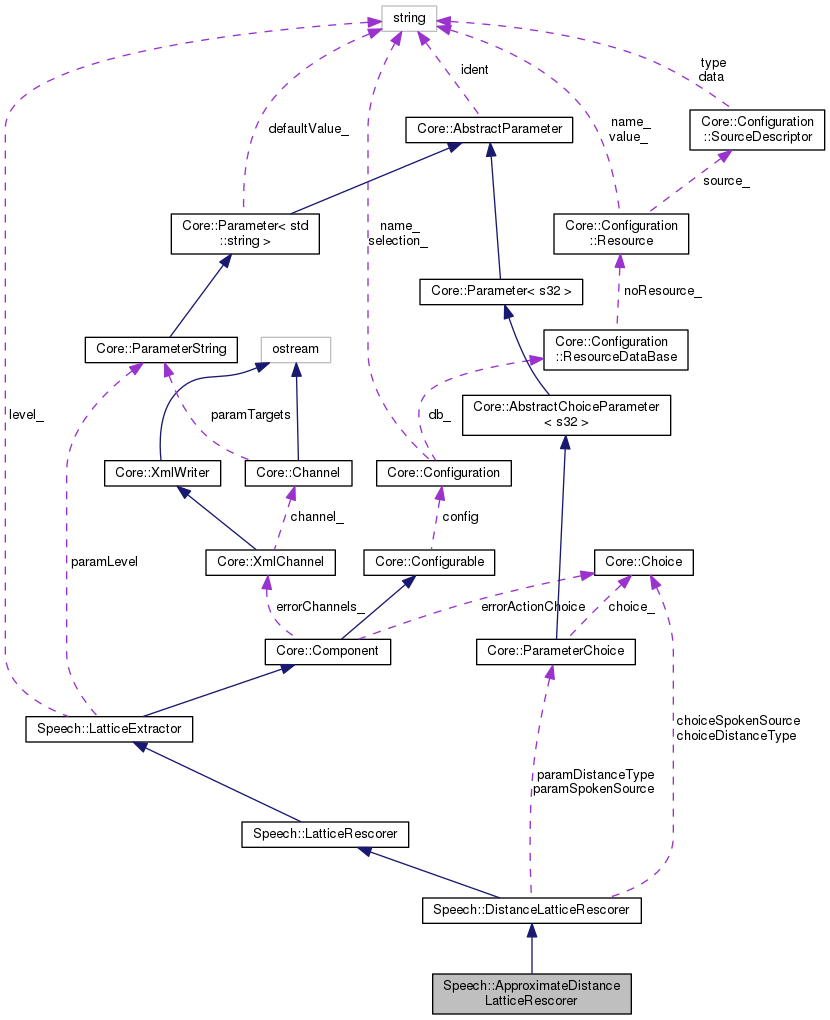 string
type
data
ident
Core::AbstractParameter
Core::Configuration
::SourceDescriptor
defaultValue_
name_
value_
source_
Core::Parameter< std
::string >
name_
selection_
Core::Configuration
::Resource
Core::Parameter< s32 >
noResource_
Core::ParameterString
ostream
Core::Configuration
::ResourceDataBase
level_
paramTargets
db_
Core::AbstractChoiceParameter
< s32 >
Core::XmlWriter
Core::Channel
Core::Configuration
channel_
config
paramLevel
Core::XmlChannel
Core::Configurable
Core::Choice
errorChannels_
errorActionChoice
choice_
Core::Component
Core::ParameterChoice
Speech::LatticeExtractor
choiceSpokenSource
choiceDistanceType
paramDistanceType
paramSpokenSource
Speech::LatticeRescorer
Speech::DistanceLatticeRescorer
Speech::ApproximateDistance
LatticeRescorer